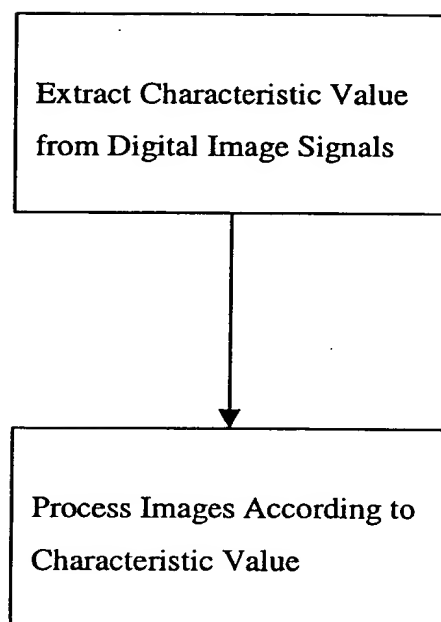 Extract Characteristic Value
from Digital Image Signals
Process Images According to
Characteristic Value